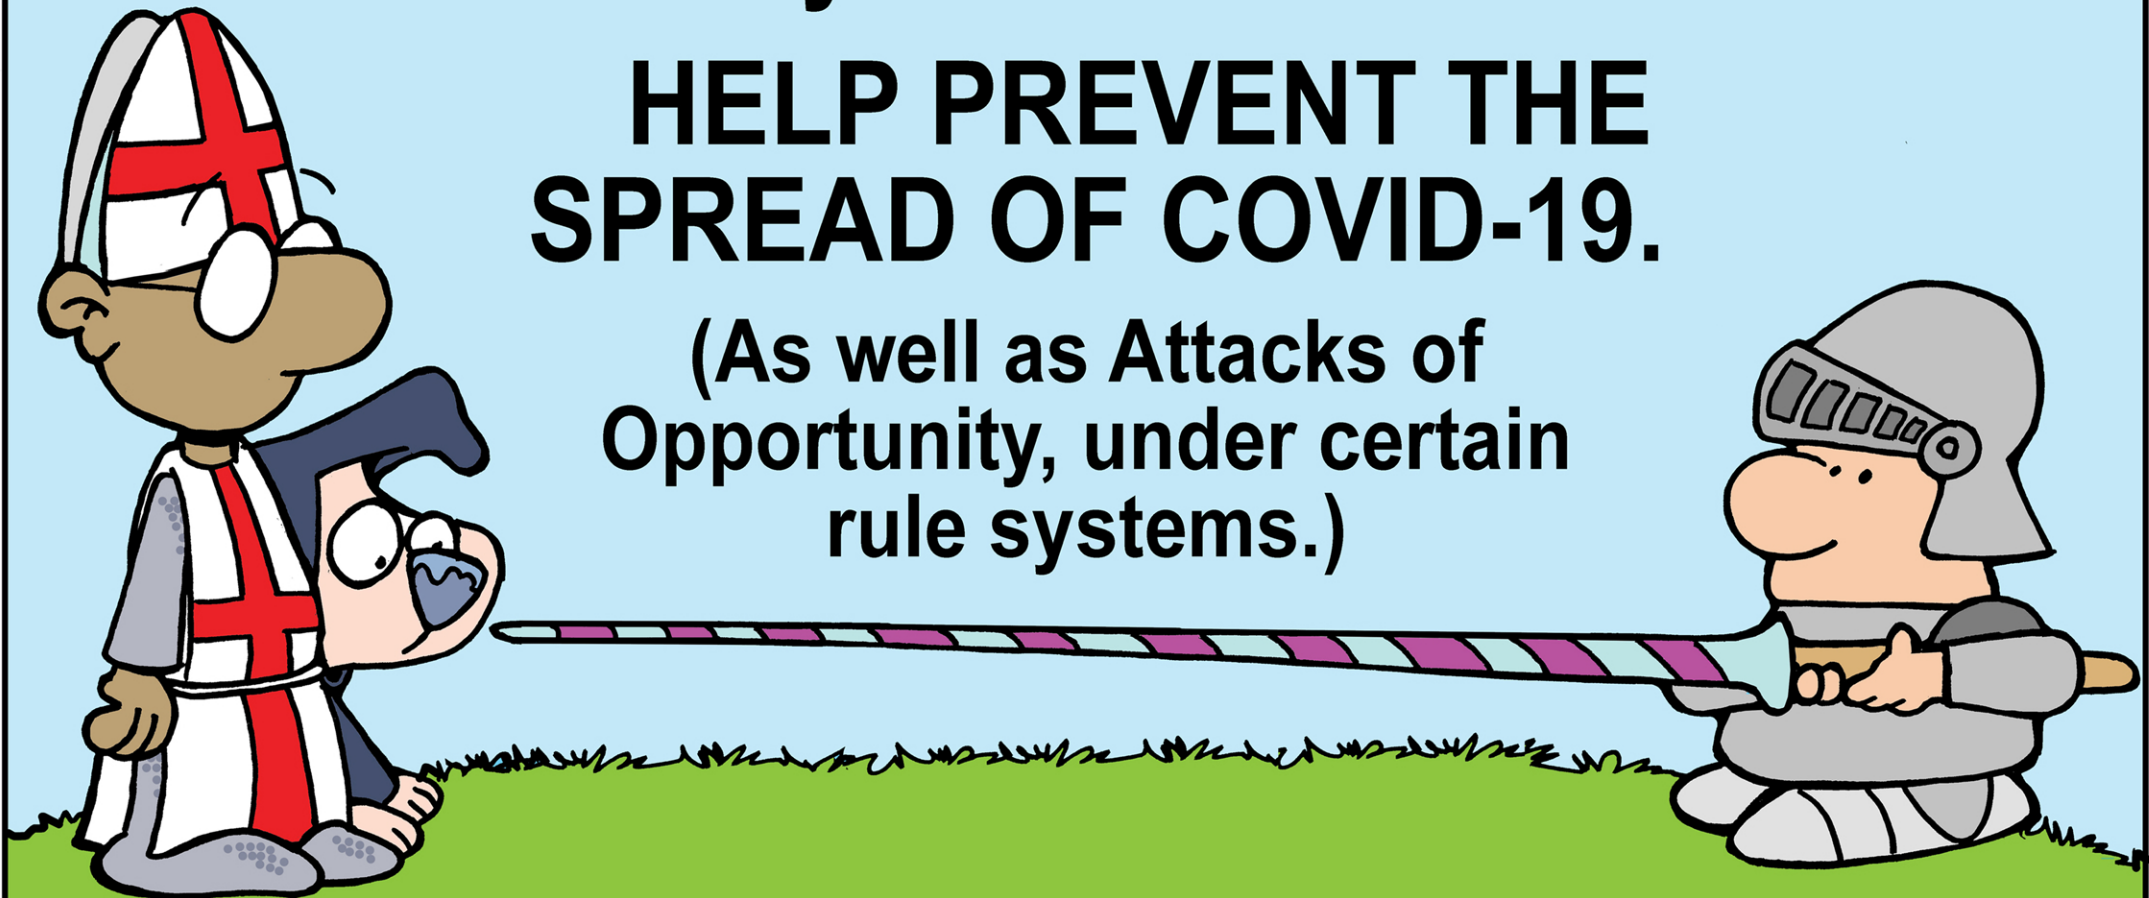 HELP PREVENT THE
SPREAD OF COVID-19.
(As well as Attacks of
Opportunity, under certain
rule systems.)